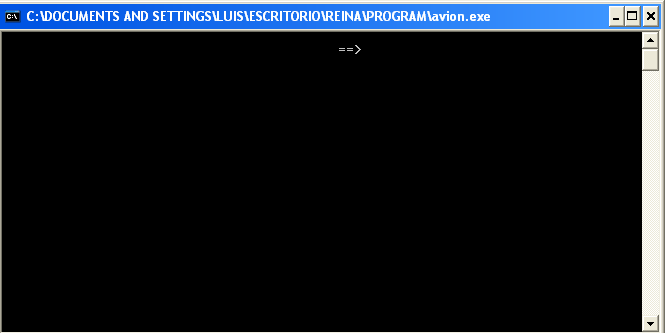 C:\DOCUMENTS AND SETTINGS\LUIS\ESCRITORIO\REINA\PROGRAM\avion.exe
==>